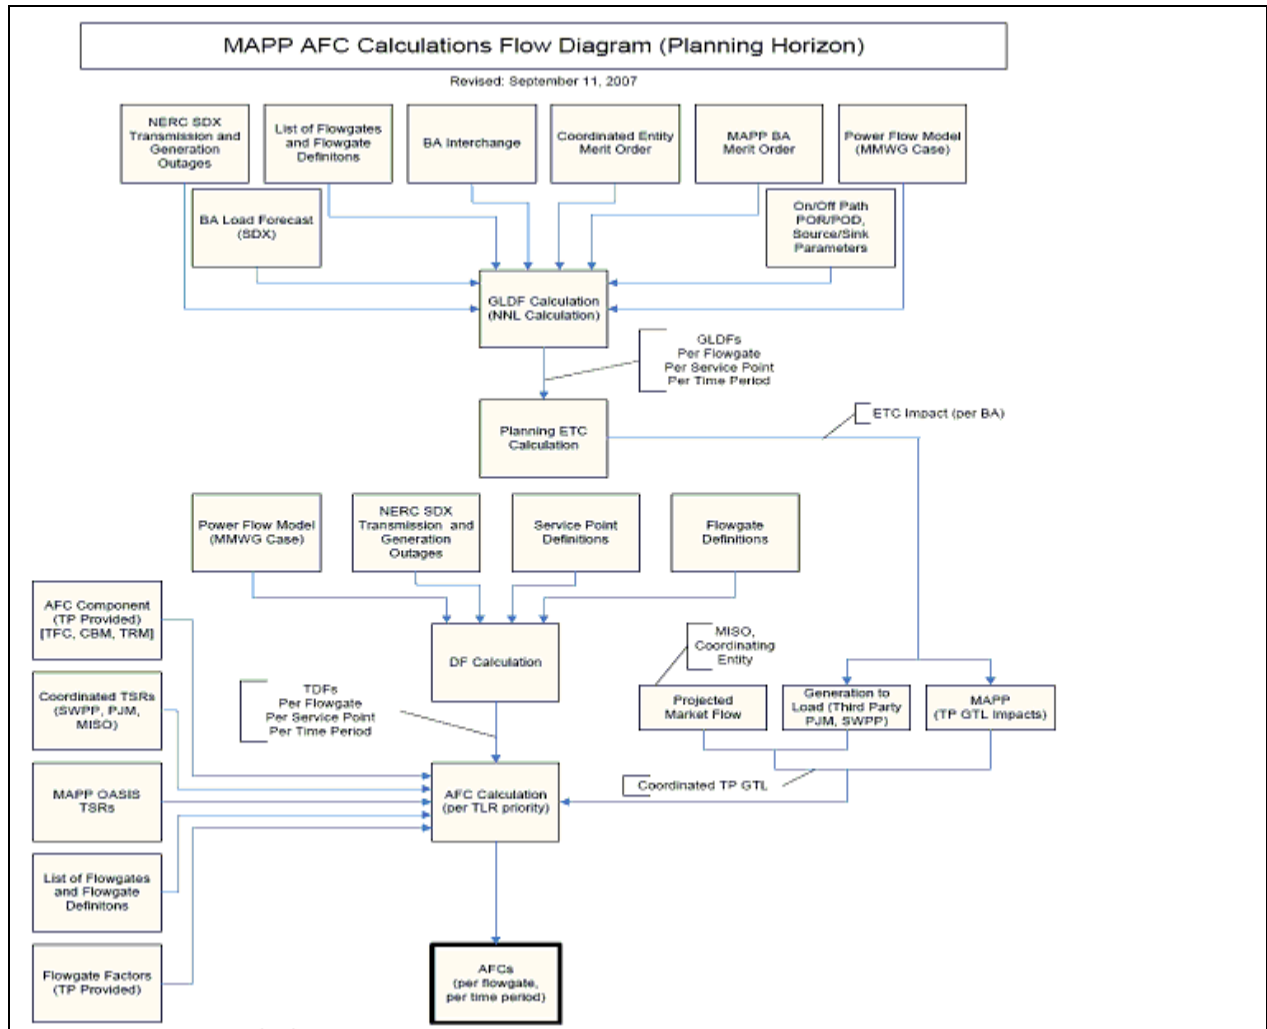 MAPP AFC Calculations Flow Diagram (Planning Horizon)
Revised: September 11, 2007
NERC SDX
Transmission and
Generation
Outages
List of Flowgates
and Flowgate
Definitons
BA Interchange
Coordinated Entity
Merit Order
MAPP BA
Merit Order
Power Flow Model
(MMWG Case)
BA Load Forecast
(SDX)
On/Off Path
POR/POD,
Source/Sink
Parameters
GLDF Calculation
(NNL Calculation)
GLDFs
Per Flowgate
Per Service Point
Per Time Period
Planning ETC
Calculation
ETC Impact (per BA)
Power Flow Model
(MMWG Case)
NERC SDX
Transmission and
Generation
Outages
Service Point
Definitions
Flowgate
Definitions
AFC Component
(TP Provided)
[TFC, CBM, TRM]
DF Calculation
MISO,
Coordinating
Entity
Coordinated TSRs
(SWPP, PJM,
MISO)
TDFs
Per Flowgate
Per Service Point
Per Time Period
Projected
Market Flow
Generation to
Load (Third Party
PJM, SWPP)
MAPP
(TP GTL Impacts)
MAPP OASIS
TSRs
AFC Calculation
(per TLR priority)
Coordinated TP GTL
List of Flowgates
and Flowgate
Definitons
Flowgate Factors
(TP Provided)
AFCs
(per flowgate,
per time period)